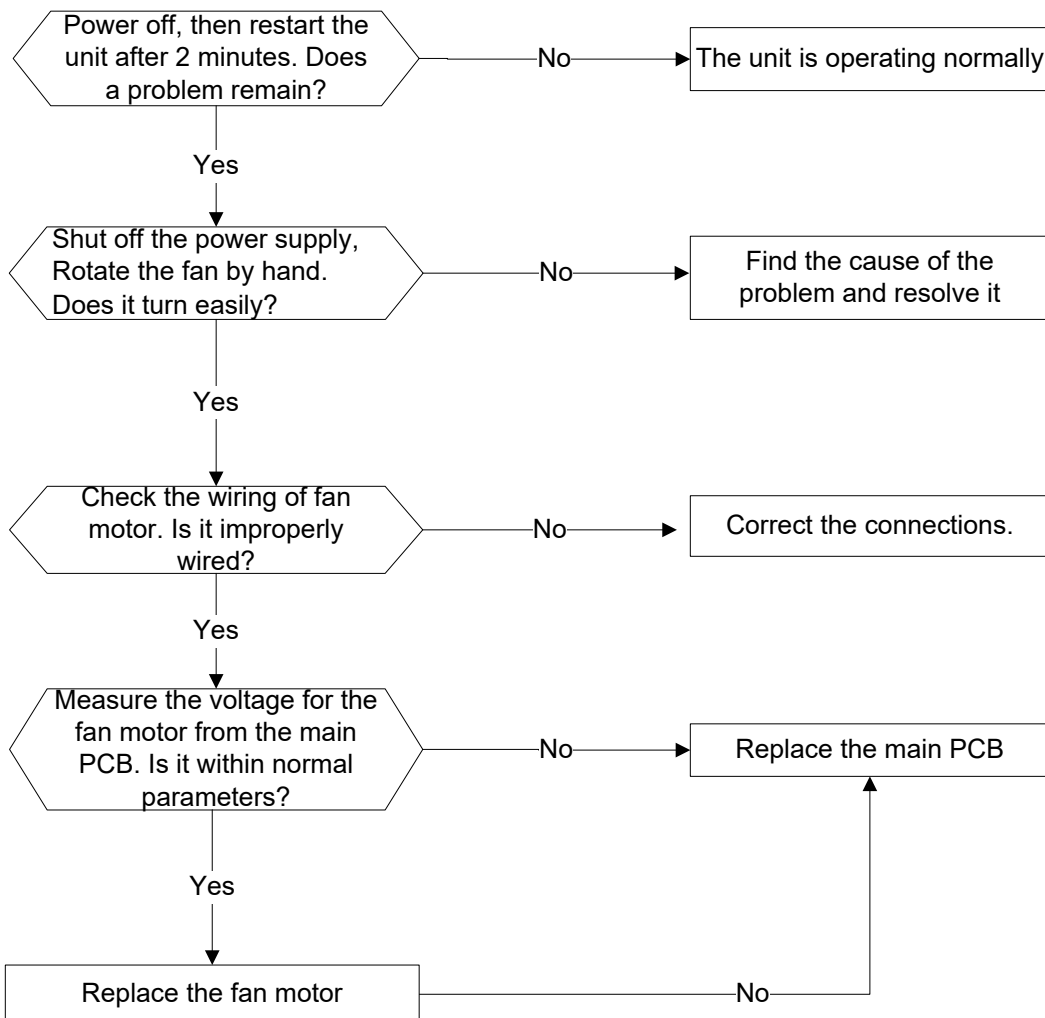 Power off, then restart the
unit after 2 minutes. Does
a problem remain?
No
The unit is operating normally
Yes
Shut off the power supply,
Rotate the fan by hand.
Does it turn easily?
No
Find the cause of the
problem and resolve it
Yes
Check the wiring of fan
motor. Is it improperly
wired?
No
Correct the connections.
Yes
Measure the voltage for the
fan motor from the main
PCB. Is it within normal
parameters?
No
Replace the main PCB
Yes
Replace the fan motor
No